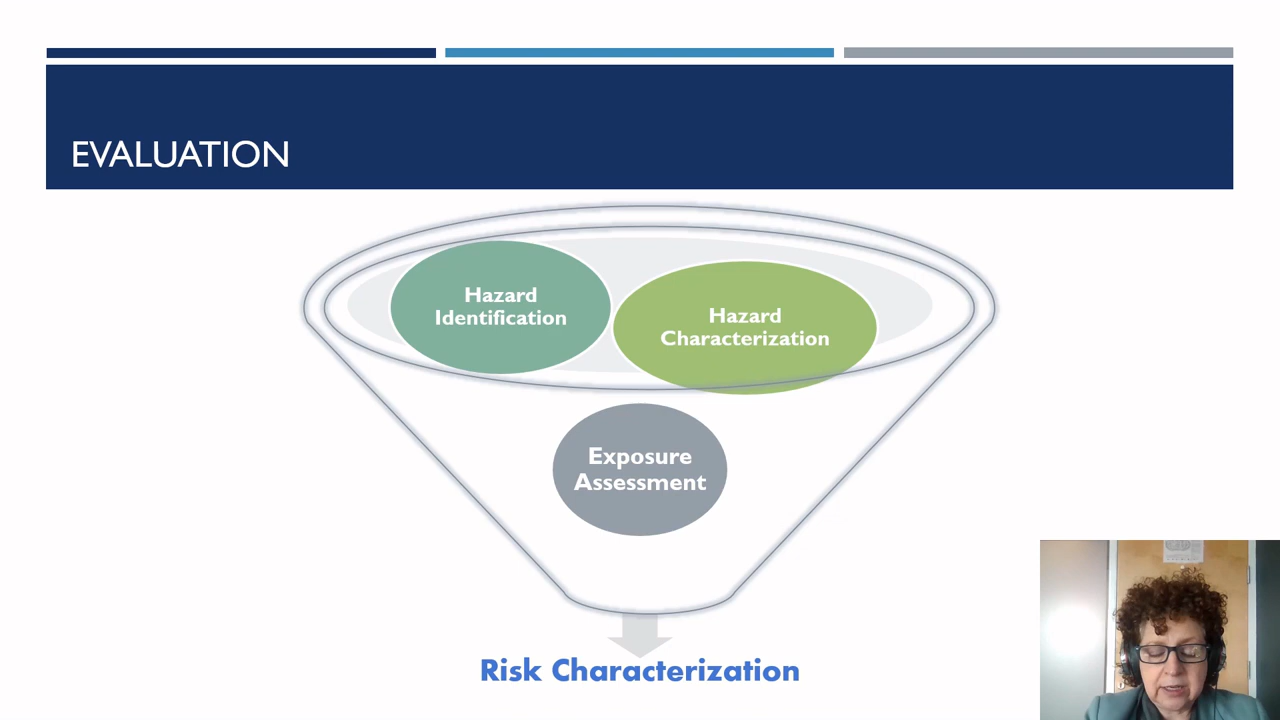 EVALUATION
Hazard
Identification
Hazard
Characterization
Exposure
Assessment
Risk Characterization